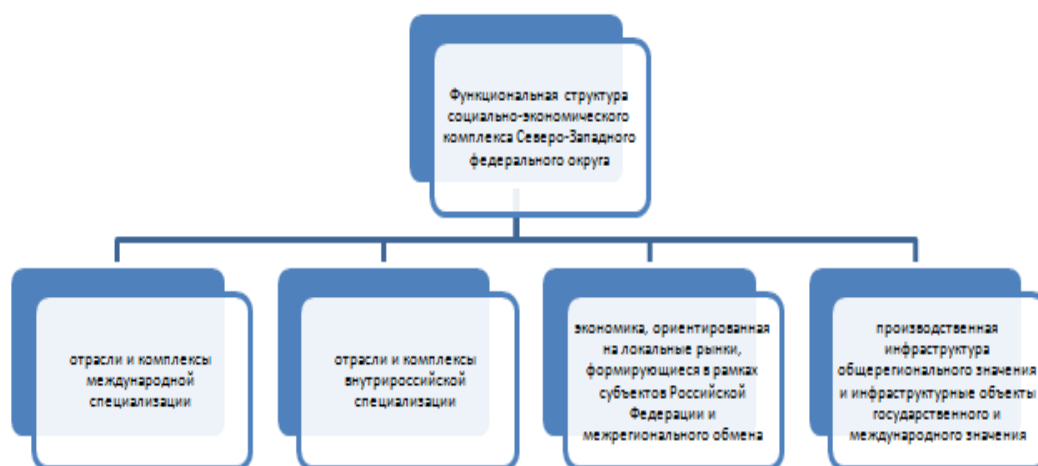 Функциональная структура
социально-экономического
комплекса Северо-Западного
федерального округа
отрасли и комплексы
международной
специализации
отрасли и комплексы
внутрироссийской
специализации
экономика, ориентированная
на локальные рынки,
формирующиеся в рамках
субъектов Российской
Федерации и
межрегионального обмена
производственная
инфраструктура
общерегионального значения
и инфраструктурные объекты
государственного и
международного значения